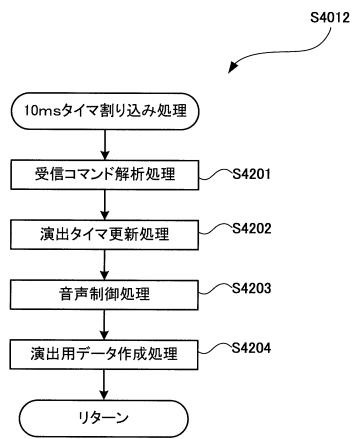 S4012
10msタイマ割り込み処理
受信コマンド解析処理
S4201
演出タイマ更新処理
S4202
音声制御処理
S4203
演出用データ作成処理
S4204
リターン